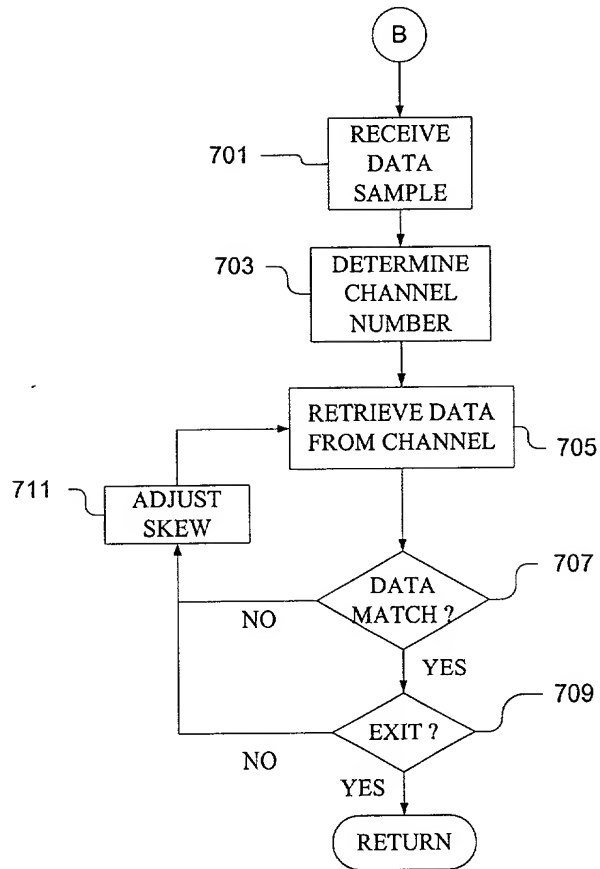 B
701
RECEIVE
DATA
SAMPLE
703
DETERMINE
CHANNEL
NUMBER
RETRIEVE DATA
FROM CHANNEL
705
711
ADJUST
SKEW
707
DATA
MATCH ?
NO
YES
709
EXIT ?
NO
YES
RETURN